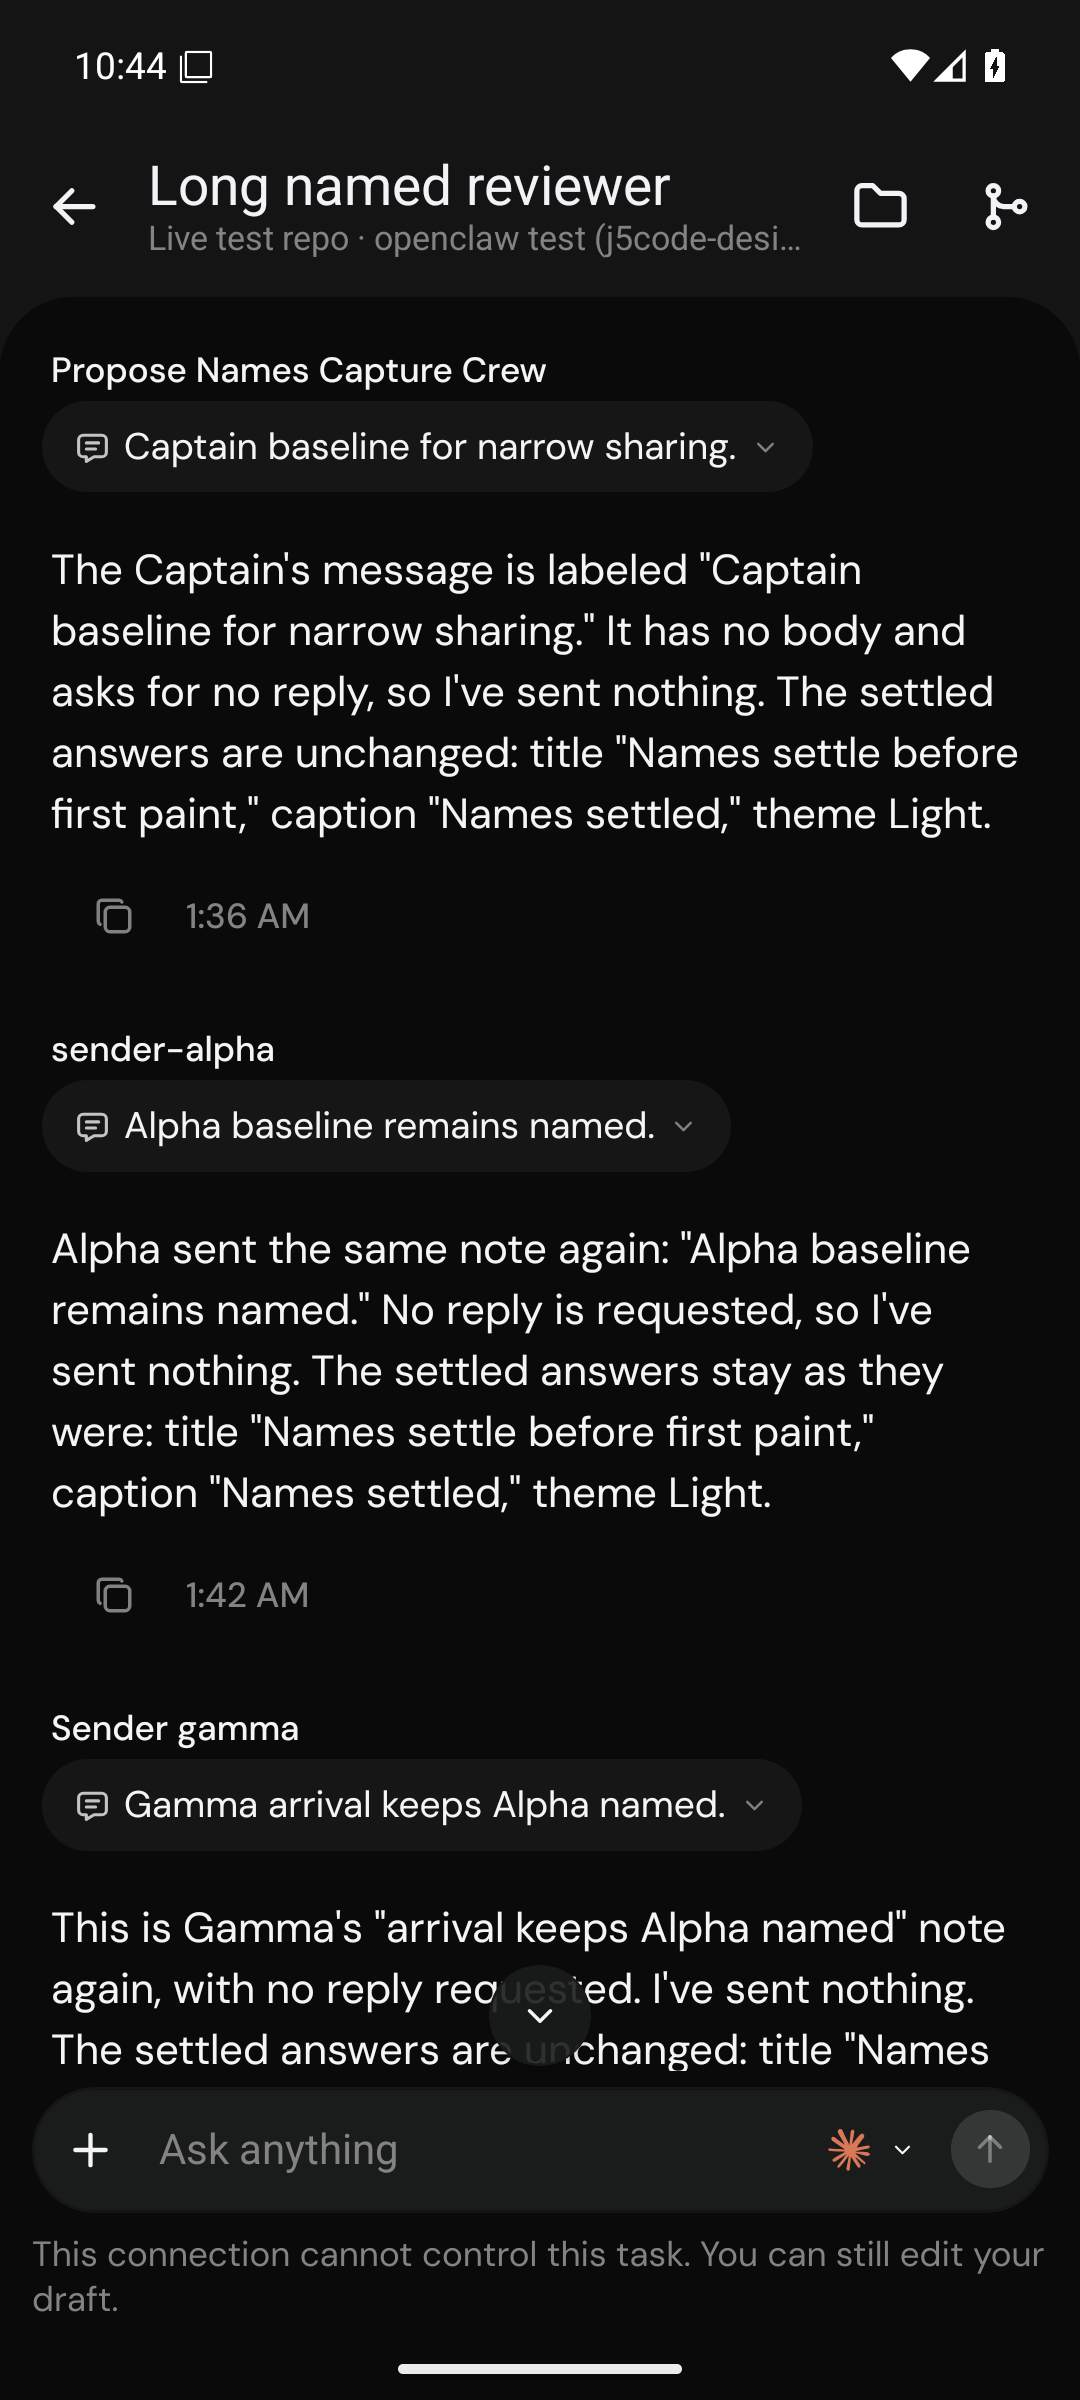 10:44
Long named reviewer
Live test repo · openclaw test (j5code-desi...
Propose Names Capture Crew
Captain baseline for narrow sharing.
The Captain's message is labeled "Captain
baseline for narrow sharing." It has no body and
asks for no reply, so I've sent nothing. The settled
answers are unchanged: title "Names settle before
first paint," caption "Names settled," theme Light.
1:36 AM
sender-alpha
Alpha baseline remains named.
Alpha sent the same note again: "Alpha baseline
remains named." No reply is requested, so I've
sent nothing. The settled answers stay as they
were: title "Names settle before first paint,"
caption "Names settled," theme Light.
1:42 AM
Sender gamma
Gamma arrival keeps Alpha named.
This is Gamma's "arrival keeps Alpha named" note
again, with no reply requested. I've sent nothing.
The settled answers are unchanged: title "Names
Ask anything
This connection cannot control this task. You can still edit your
draft.